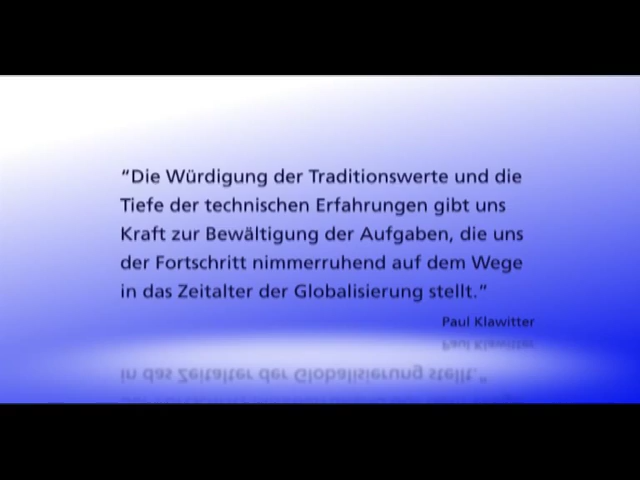 “Die Würdigung der Traditionswerte und die
Tiefe der technischen Erfahrungen gibt uns
Kraft zur Bewältigung der Aufgaben, die uns
der Fortschritt nimmerruhend auf dem Wege
in das Zeitalter der Globalisierung stellt.”
Paul Klawitter